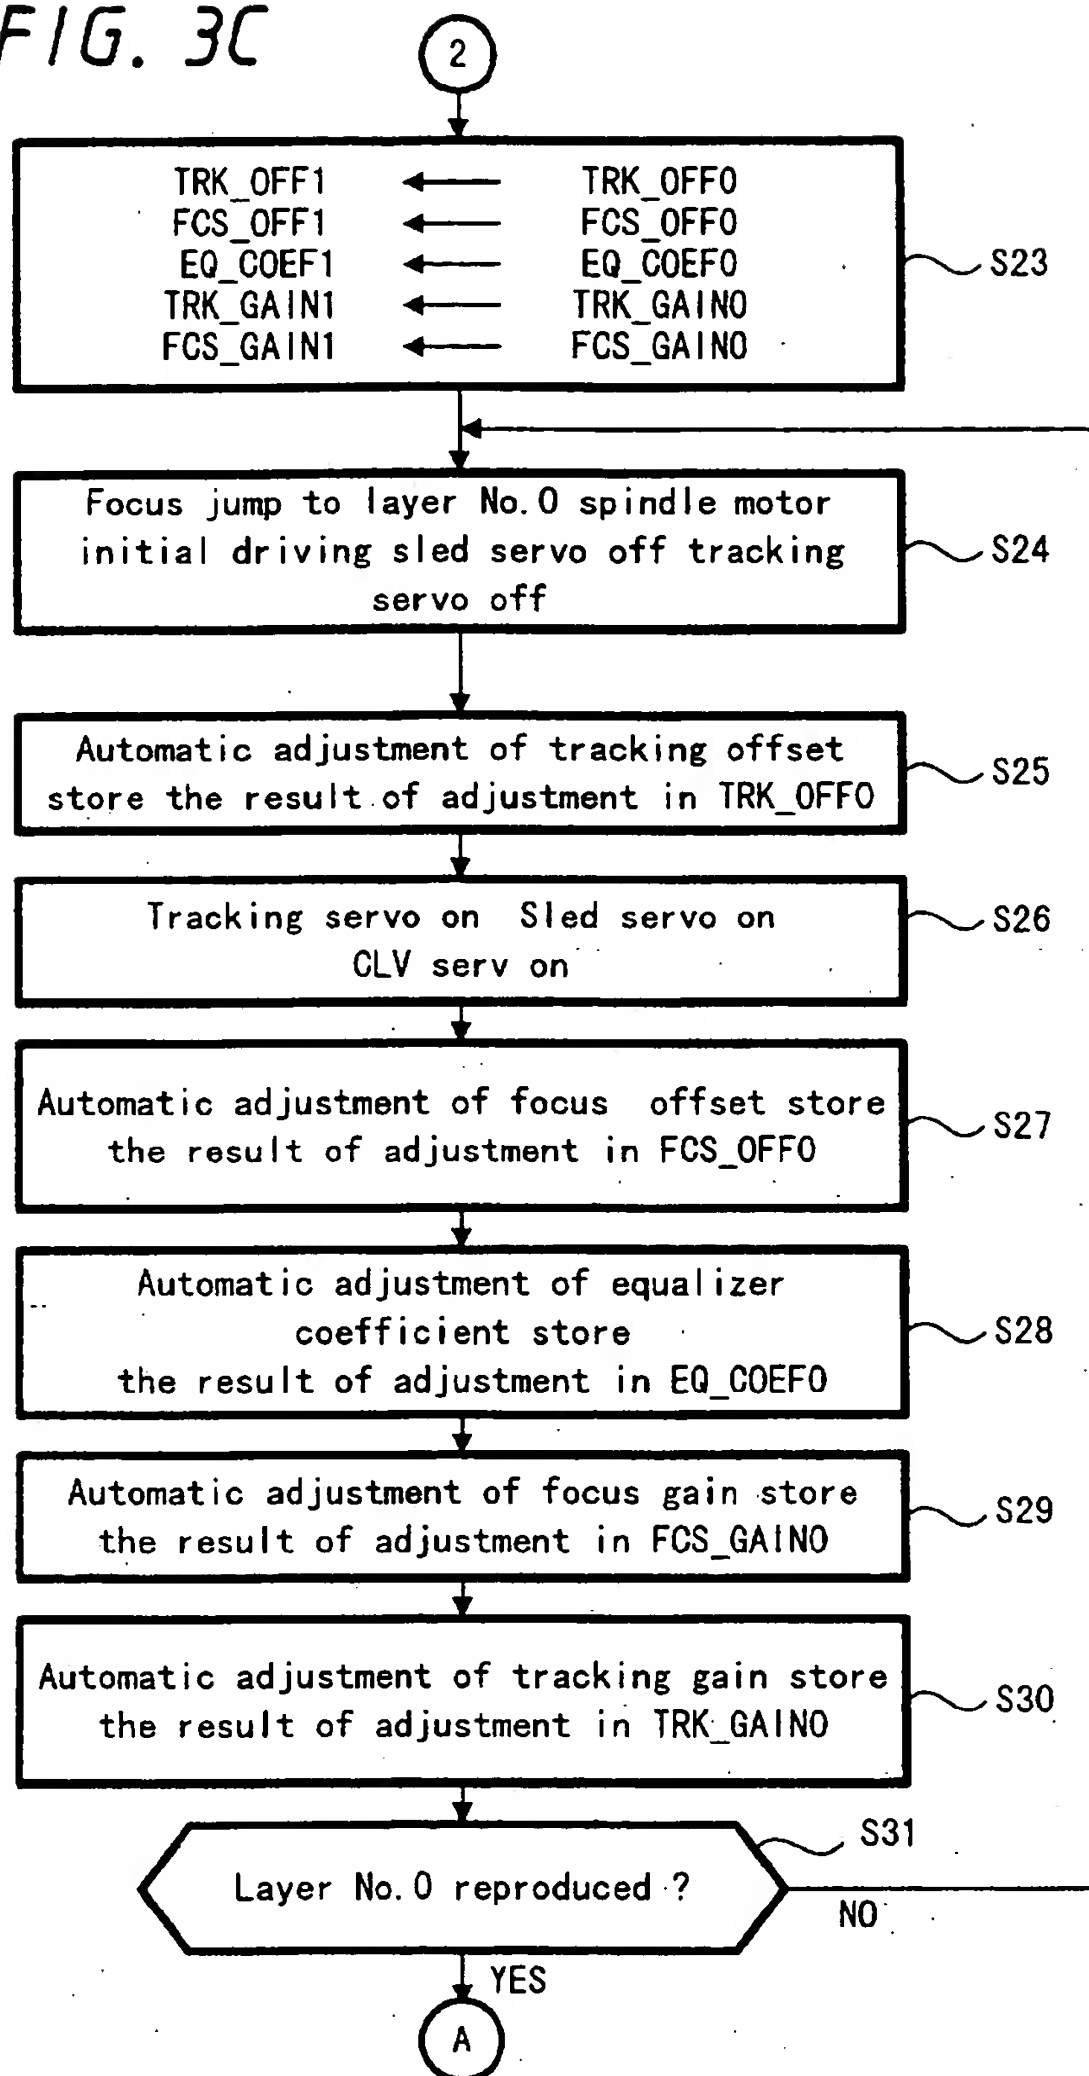 FIG. 3C
2
TRK_OFF1 ← TRK_OFF0
FCS_OFF1 ← FCS_OFF0
EQ_COEF1 ← EQ_COEF0
TRK_GAIN1 ← TRK_GAIN0
FCS_GAIN1 ← FCS_GAIN0
S23
Focus jump to layer No.0 spindle motor
initial driving sled servo off tracking
servo off
S24
Automatic adjustment of tracking offset
store the result of adjustment in TRK_OFF0
S25
Tracking servo on Sled servo on
CLV serv on
S26
Automatic adjustment of focus offset store
the result of adjustment in FCS_OFF0
S27
Automatic adjustment of equalizer
coefficient store
the result of adjustment in EQ_COEF0
S28
Automatic adjustment of focus gain store
the result of adjustment in FCS_GAIN0
S29
Automatic adjustment of tracking gain store
the result of adjustment in TRK_GAIN0
S30
S31
Layer No.0 reproduced ?
NO
YES
A